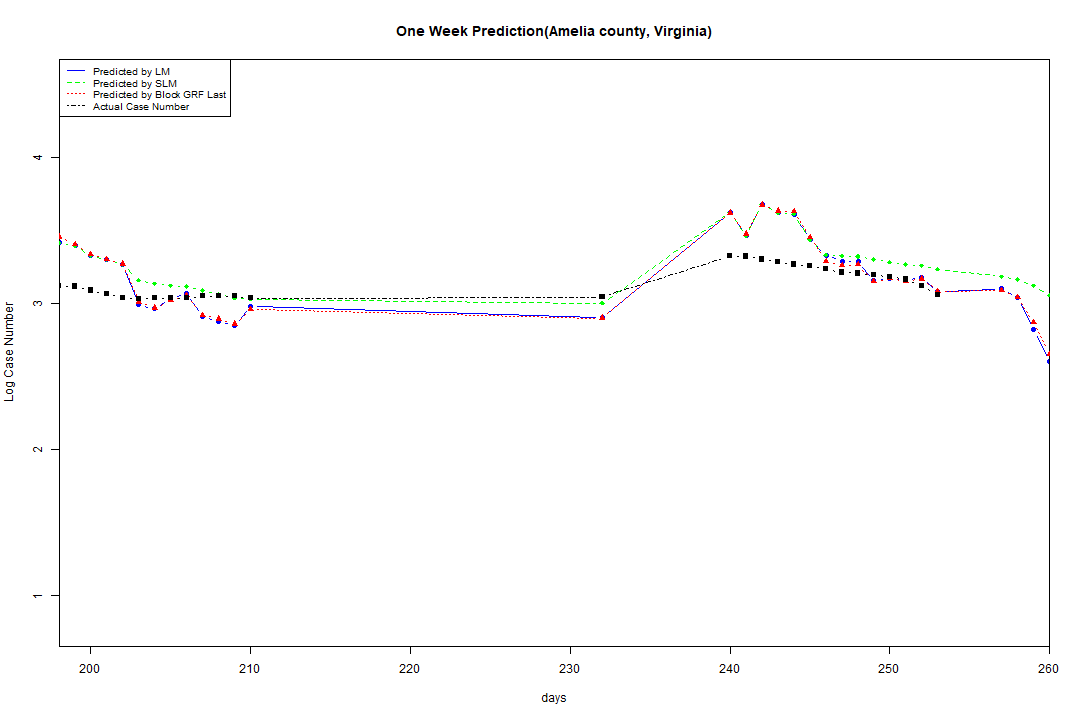 One Week Prediction(Amelia county, Virginia)
Predicted by LM
Predicted by SLM
Predicted by Block GRF Last
Actual Case Number
4
3
2
1
Log Case Number
200 210 220 230 240 250 260
days